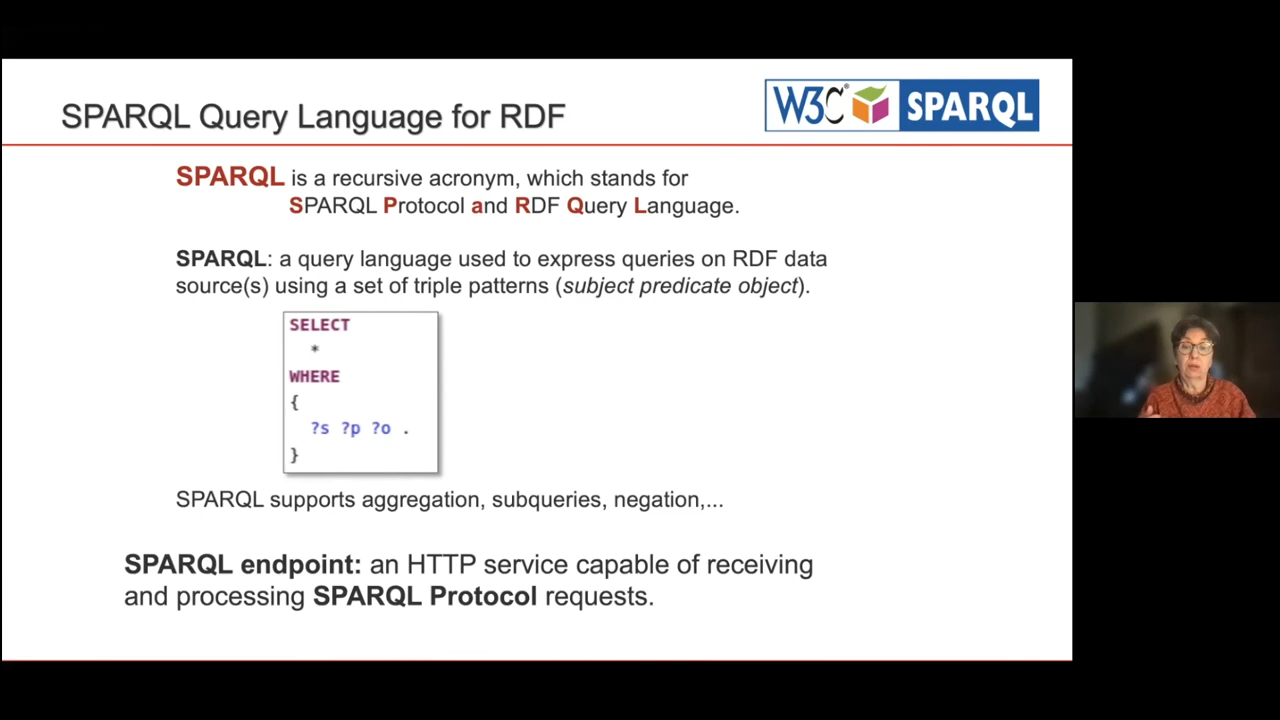 SPARQL Query Language for RDF
W3C® SPARQL
SPARQL is a recursive acronym, which stands for
SPARQL Protocol and RDF Query Language.
SPARQL: a query language used to express queries on RDF data
source(s) using a set of triple patterns (subject predicate object).
SELECT
*
WHERE
{
?s ?p ?o .
}
SPARQL supports aggregation, subqueries, negation,...
SPARQL endpoint: an HTTP service capable of receiving
and processing SPARQL Protocol requests.